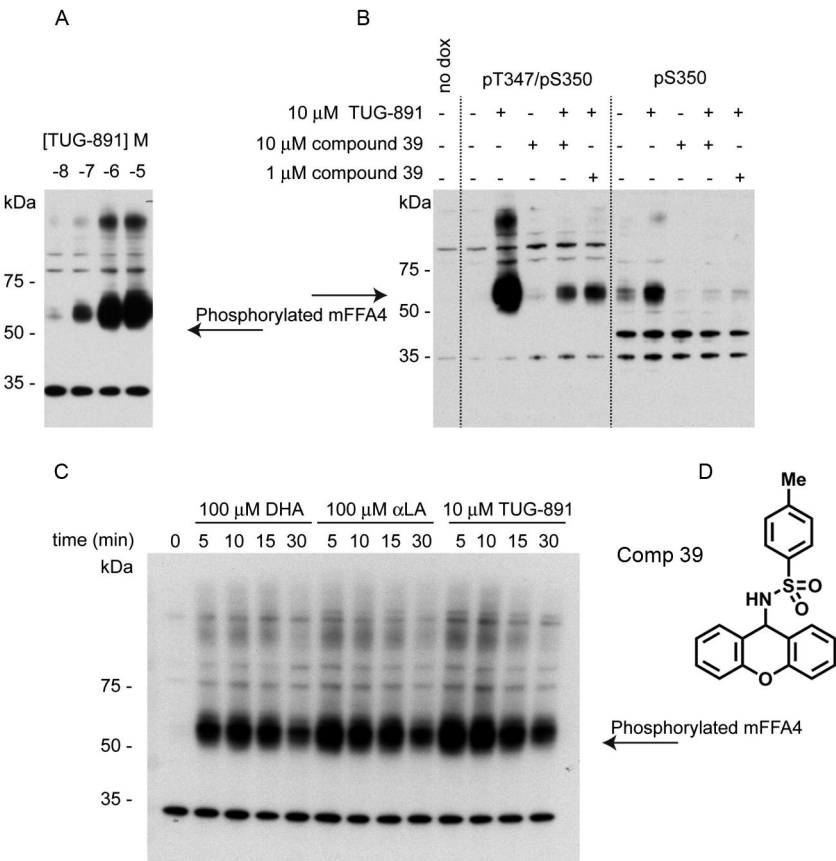 A
[TUG-891] M
-8 -7 -6 -5
kDa
75 -
50 -
35 -
Phosphorylated mFFA4
B
no dox
pT347/pS350 pS350
10 μM TUG-891 - - + - + + - + - + +
10 μM compound 39 - - - + + - - - + + -
1 μM compound 39 - - - - - + - - - - +
kDa
75 -
50 -
35 -
C
100 μM DHA 100 μM αLA 10 μM TUG-891
time (min) 0 5 10 15 30 5 10 15 30 5 10 15 30
kDa
75 -
50 -
35 -
Phosphorylated mFFA4
D
Comp 39
Me
S
O
O
HN
O